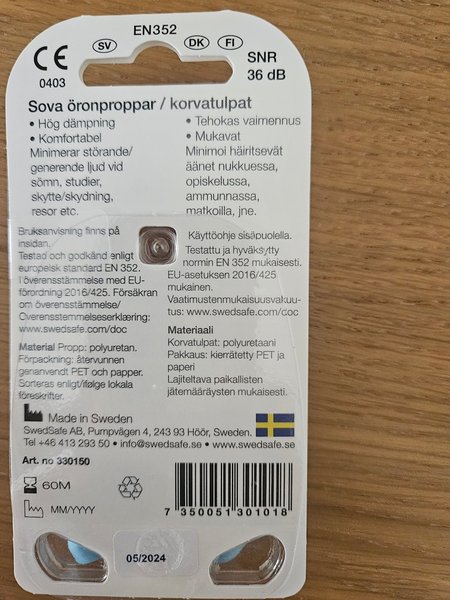 EN352
CE
0403
SV
DK
FI
SNR
36 dB
Sova öronproppar / korvatulpat
• Hög dämpning
• Komfortabel
Minimerar störande/
generende ljud vid
sömn, studier,
skytte/skydning,
resor etc.
• Tehokas vaimennus
• Mukavat
Minimoi häiritsevät
äänet nukkuessa,
opiskelussa,
ammunnassa,
matkoilla, jne.
Bruksanvisning finns på
insidan.
Testad och godkänd enligt
europeisk standard EN 352.
I överensstämmelse med EU-
förordning 2016/425. Försäkran
om överensstämmelse/
Overensstemmelseserklæring:
www.swedsafe.com/doc
Käyttöohje sisäpuolella.
Testattu ja hyväksytty
normin EN 352 mukaisesti.
EU-asetuksen 2016/425
mukainen.
Vaatimustenmukaisuusvakuu-
tus: www.swedsafe.com/doc
Material Propp: polyuretan.
Förpackning: återvunnen
genanvendt PET och papper.
Sorteras enligt/følge lokala
föreskrifter.
Materiaali
Korvatulpat: polyuretaani
Pakkaus: kierrätetty PET ja
paperi
Lajiteltava paikallisten
jätemääräysten mukaisesti.
Made in Sweden
SwedSafe AB, Pumpvägen 4, 243 93 Höör, Sweden.
Tel +46 413 293 50 • info@swedsafe.se • www.swedsafe.se
Art. no 330150
60M
MM/YYYY
7 350051 301018
05/2024